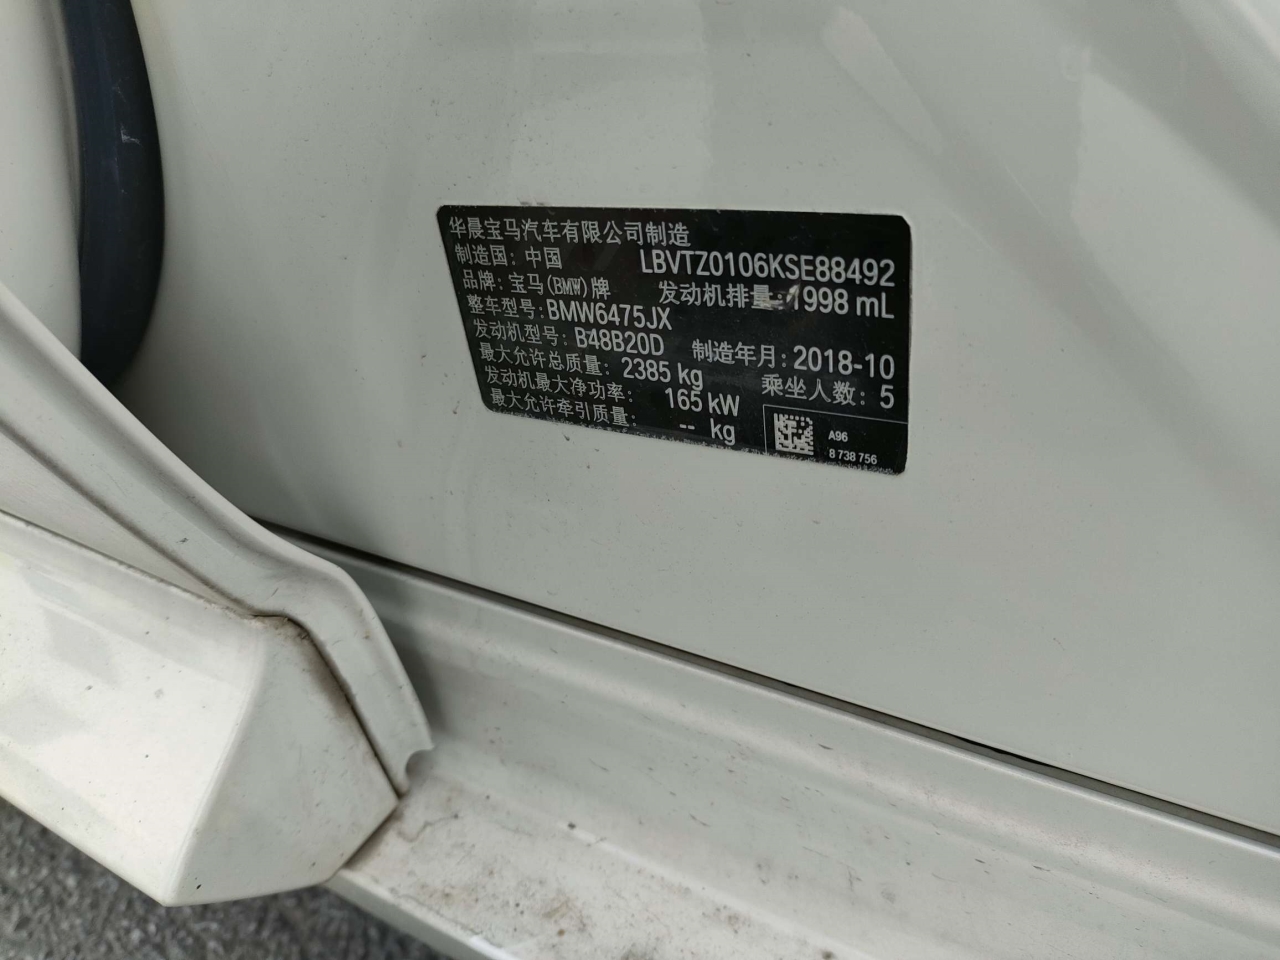 华晨宝马汽车有限公司制造
制造国: 中国 LBVTZ0106KSE88492
品牌: 宝马(BMW)牌 发动机排量: 1998 mL
整车型号: BMW6475JX
发动机型号: B48B20D 制造年月: 2018-10
最大允许总质量: 2385 kg 乘坐人数: 5
发动机最大净功率: 165 kW
最大允许牵引质量: -- kg
A96
8 738 756